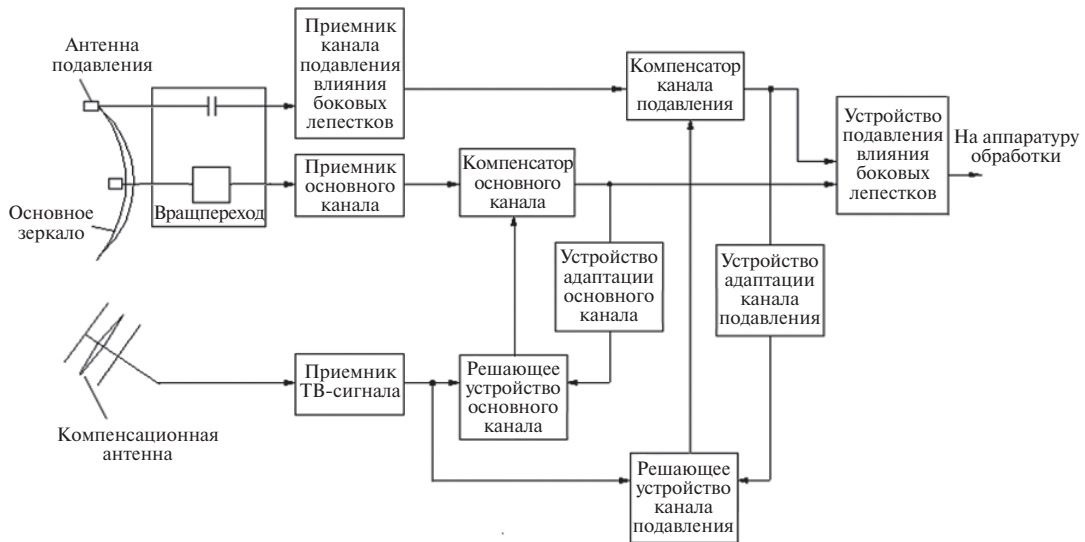 Антенна
подавления
Приемник
канала
подавления
влияния
боковых
лепестков
Компенсатор
канала
подавления
Устройство
подавления
влияния
боковых
лепестков
На аппаратуру
обработки
Основное
зеркало
Вращпереход
Приемник
основного
канала
Компенсатор
основного
канала
Устройство
адаптации
основного
канала
Устройство
адаптации
канала
подавления
Компенсационная
антенна
Приемник
ТВ-сигнала
Решающее
устройство
основного
канала
Решающее
устройство
канала
подавления